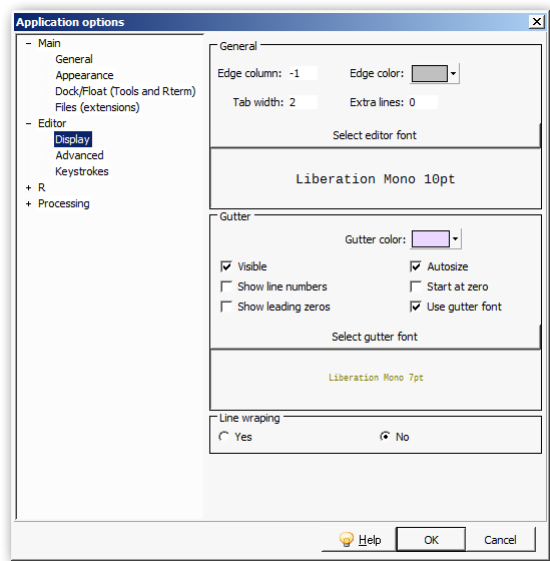 Application options
- Main
General
Appearance
Dock/Float (Tools and Rterm)
Files (extensions)
- Editor
Display
Advanced
Keystrokes
+ R
+ Processing
General
Edge column: -1 Edge color:
Tab width: 2 Extra lines: 0
Select editor font
Liberation Mono 10pt
Gutter
Gutter color:
Visible Autosize
Show line numbers Start at zero
Show leading zeros Use gutter font
Select gutter font
Liberation Mono 7pt
Line wraping
Yes No
Help OK Cancel